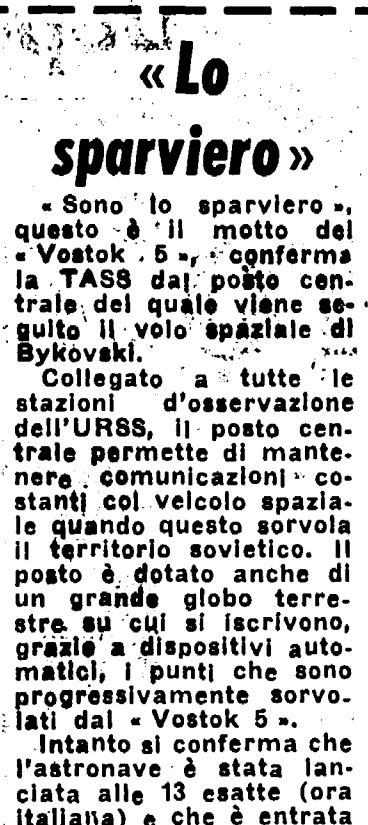 « Lo
sparviero »
« Sono lo sparviero »,
questo è il motto del
« Vostok 5 », conferma
la TASS dal posto cen-
trale dal quale viene se-
guito il volo spaziale di
Bykovski.
Collegato a tutte le
stazioni d'osservazione
dell'URSS, il posto cen-
trale permette di mante-
nere comunicazioni co-
stanti col veicolo spazia-
le quando questo sorvola
il territorio sovietico. Il
posto è dotato anche di
un grande globo terre-
stre su cui si iscrivono,
grazie a dispositivi auto-
matici, i punti che sono
progressivamente sorvo-
lati dal « Vostok 5 ».
Intanto si conferma che
l'astronave è stata lan-
ciata alle 13 esatte (ora
italiana) e che è entrata